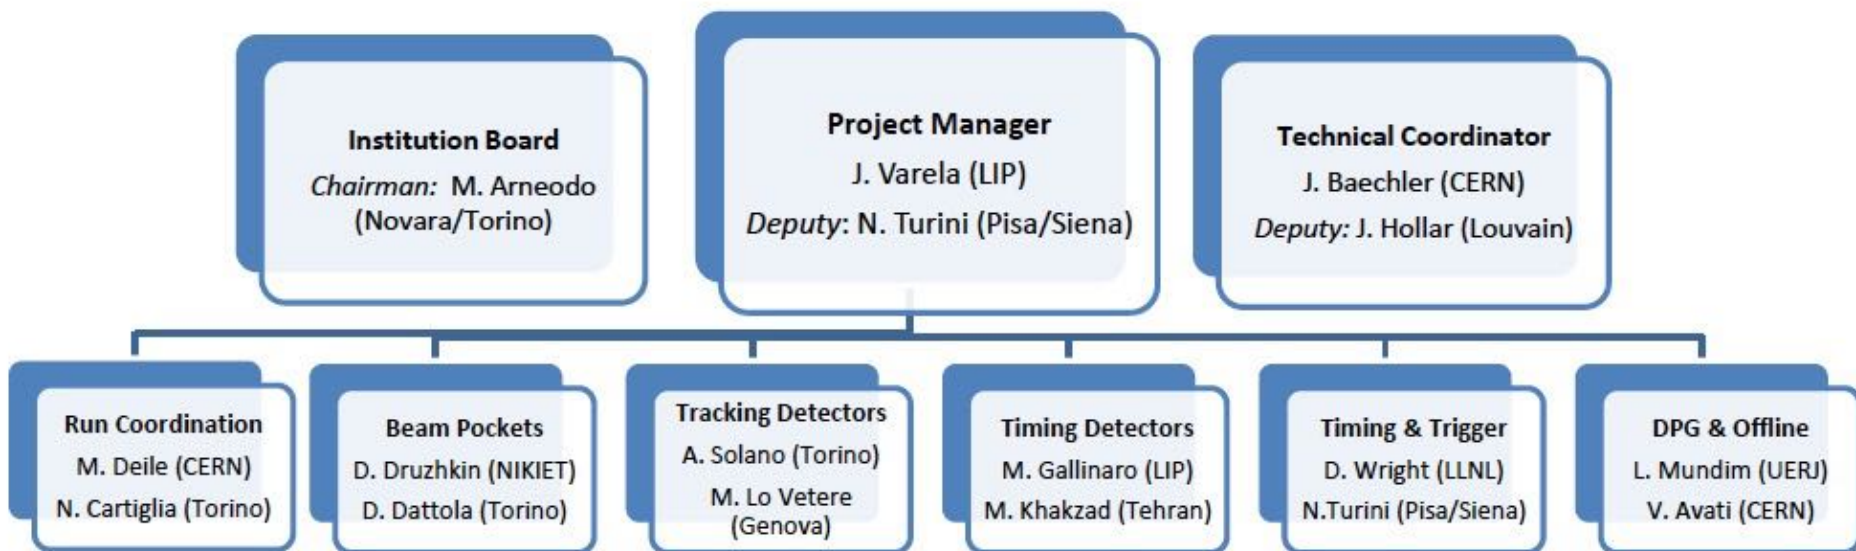 Institution Board
Chairman: M. Arneodo
(Novara/Torino)
Project Manager
J. Varela (LIP)
Deputy: N. Turini (Pisa/Siena)
Technical Coordinator
J. Baechler (CERN)
Deputy: J. Hollar (Louvain)
Run Coordination
M. Deile (CERN)
N. Cartiglia (Torino)
Beam Pockets
D. Druzhkin (NIKIET)
D. Dattola (Torino)
Tracking Detectors
A. Solano (Torino)
M. Lo Vetere
(Genova)
Timing Detectors
M. Gallinaro (LIP)
M. Khakzad (Tehran)
Timing & Trigger
D. Wright (LLNL)
N.Turini (Pisa/Siena)
DPG & Offline
L. Mundim (UERJ)
V. Avati (CERN)